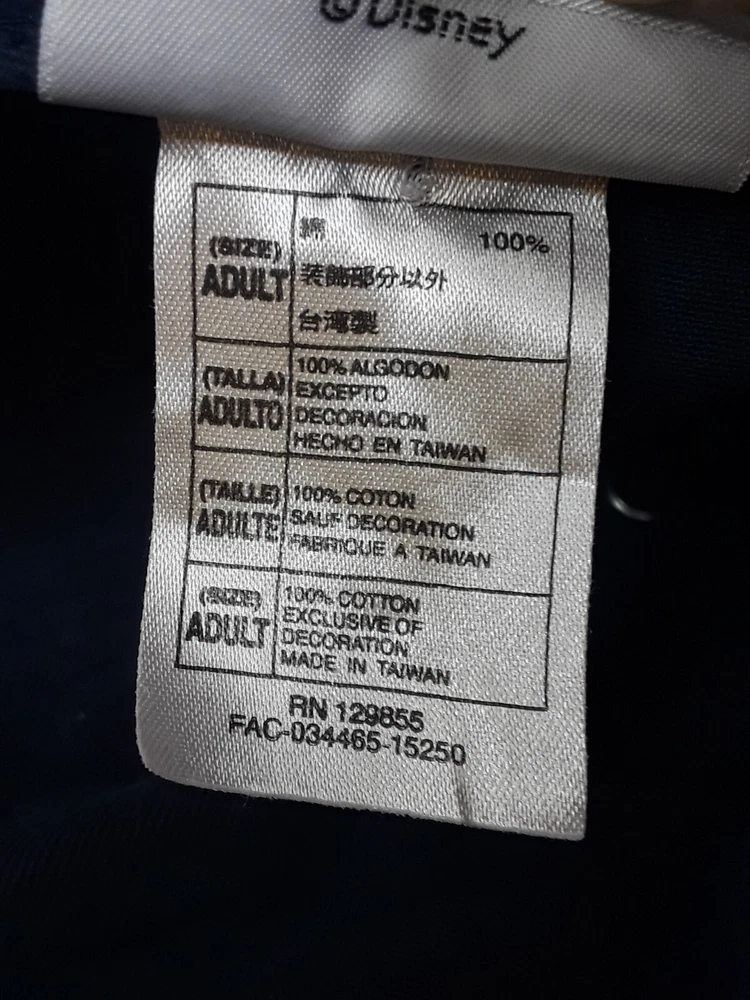 ©Disney
(SIZE)
ADULT
綿 100%
装飾部分以外
台湾製
(TALLA)
ADULTO
100% ALGODON
EXCEPTO
DECORACION
HECHO EN TAIWAN
(TAILLE)
ADULTE
100% COTON
SAUF DECORATION
FABRIQUE A TAIWAN
(SIZE)
ADULT
100% COTTON
EXCLUSIVE OF
DECORATION
MADE IN TAIWAN
RN 129855
FAC-034465-15250